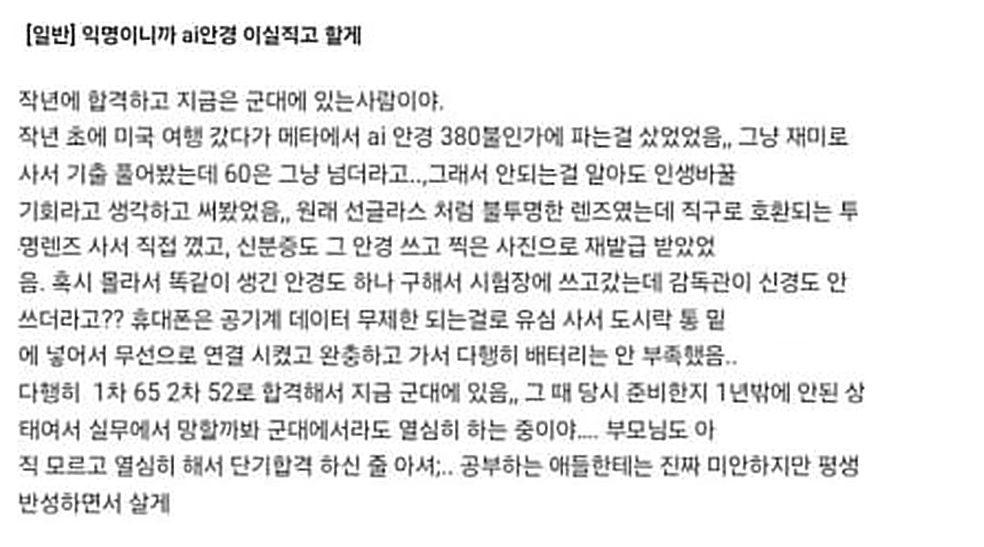 [일반] 익명이니까 ai안경 이실직고 할게
작년에 합격하고 지금은 군대에 있는사람이야.
작년 초에 미국 여행 갔다가 메타에서 ai 안경 380불인가에 파는걸 샀었었음,, 그냥 재미로
사서 기출 풀어봤는데 60은 그냥 넘더라고..,그래서 안되는걸 알아도 인생바꿀
기회라고 생각하고 써봤었음,, 원래 선글라스 처럼 불투명한 렌즈였는데 직구로 호환되는 투
명렌즈 사서 직접 꼈고, 신분증도 그 안경 쓰고 찍은 사진으로 재발급 받았었
음. 혹시 몰라서 똑같이 생긴 안경도 하나 구해서 시험장에 쓰고갔는데 감독관이 신경도 안
쓰더라고?? 휴대폰은 공기계 데이터 무제한 되는걸로 유심 사서 도시락 통 밑
에 넣어서 무선으로 연결 시켰고 완충하고 가서 다행히 배터리는 안 부족했음..
다행히 1차 65 2차 52로 합격해서 지금 군대에 있음,, 그 때 당시 준비한지 1년밖에 안된 상
태여서 실무에서 망할까봐 군대에서라도 열심히 하는 중이야.... 부모님도 아
직 모르고 열심히 해서 단기합격 하신 줄 아셔;.. 공부하는 애들한테는 진짜 미안하지만 평생
반성하면서 살게